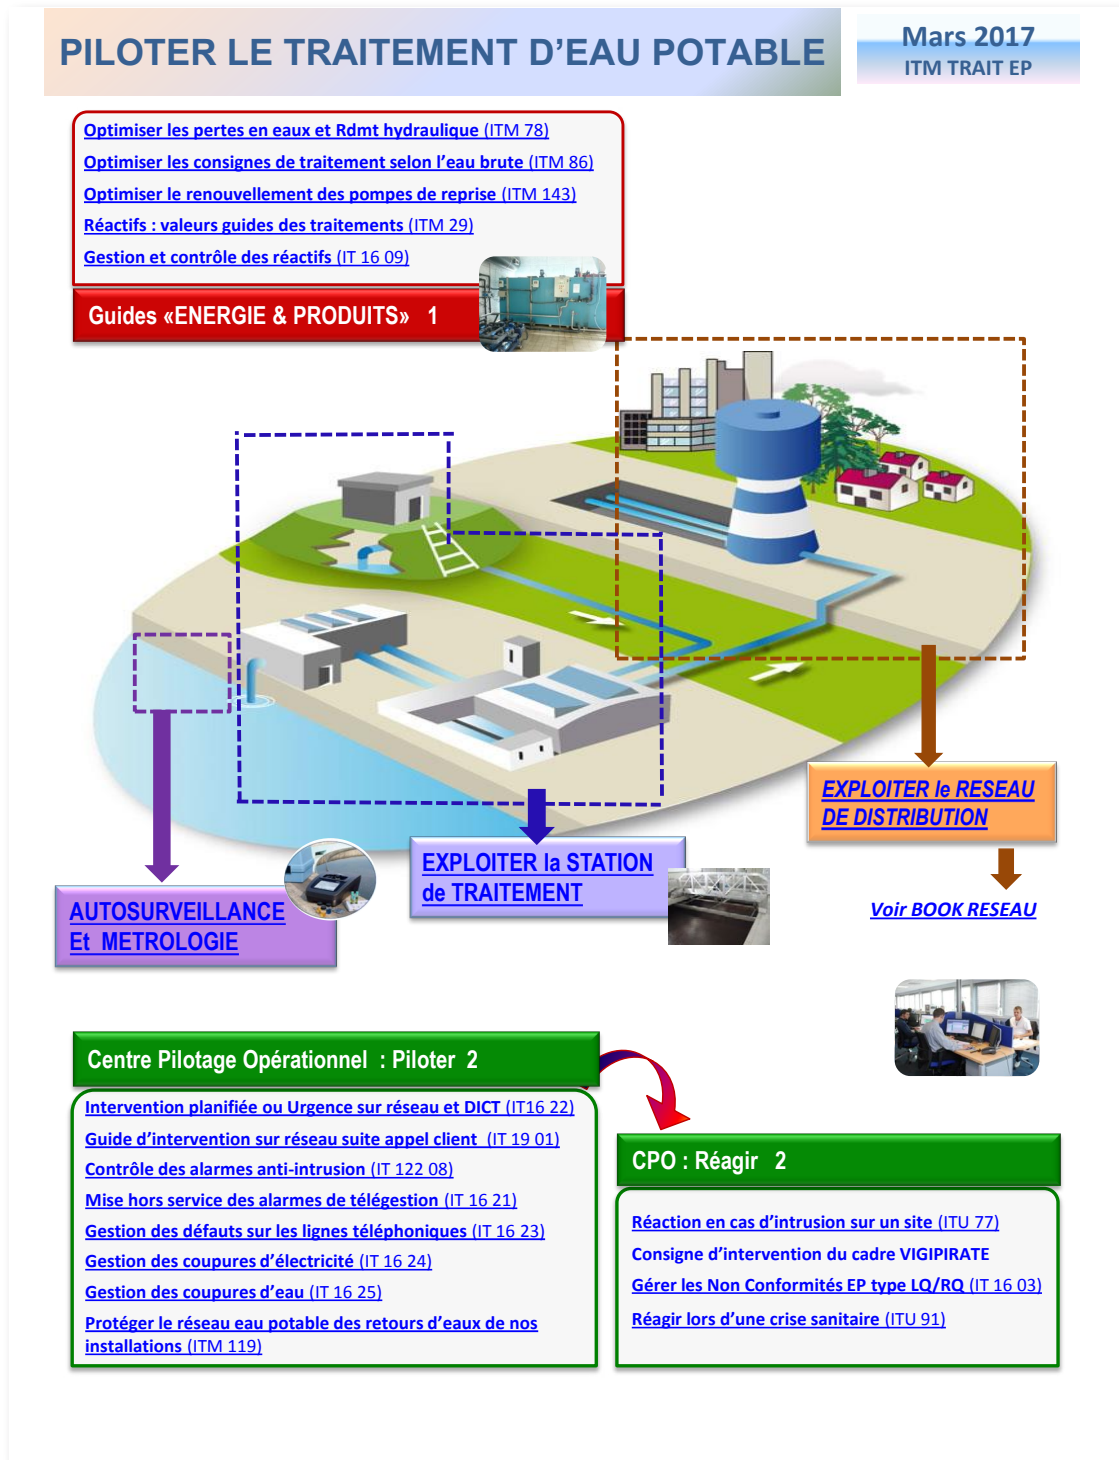 PILOTER LE TRAITEMENT D’EAU POTABLE
Mars 2017
ITM TRAIT EP
Optimiser les pertes en eaux et Rdmt hydraulique (ITM 78)
Optimiser les consignes de traitement selon l’eau brute (ITM 86)
Optimiser le renouvellement des pompes de reprise (ITM 143)
Réactifs : valeurs guides des traitements (ITM 29)
Gestion et contrôle des réactifs (IT 16 09)
Guides «ENERGIE & PRODUITS» 1
EXPLOITER le RESEAU
DE DISTRIBUTION
EXPLOITER la STATION
de TRAITEMENT
AUTOSURVEILLANCE
Et METROLOGIE
Voir BOOK RESEAU
Centre Pilotage Opérationnel : Piloter 2
Intervention planifiée ou Urgence sur réseau et DICT (IT16 22)
Guide d’intervention sur réseau suite appel client (IT 19 01)
Contrôle des alarmes anti-intrusion (IT 122 08)
Mise hors service des alarmes de télégestion (IT 16 21)
Gestion des défauts sur les lignes téléphoniques (IT 16 23)
Gestion des coupures d’électricité (IT 16 24)
Gestion des coupures d’eau (IT 16 25)
Protéger le réseau eau potable des retours d’eaux de nos
installations (ITM 119)
CPO : Réagir 2
Réaction en cas d’intrusion sur un site (ITU 77)
Consigne d’intervention du cadre VIGIPIRATE
Gérer les Non Conformités EP type LQ/RQ (IT 16 03)
Réagir lors d’une crise sanitaire (ITU 91)